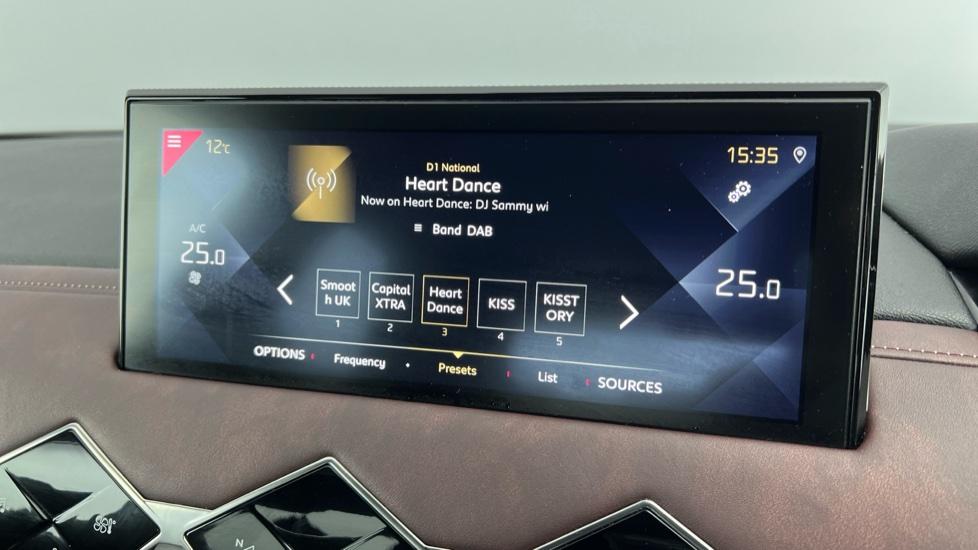 12°C
15:35
D1 National
Heart Dance
Now on Heart Dance: DJ Sammy wi
Band DAB
A/C
25.0
25.0
Smoot
h UK
1
Capital
XTRA
2
Heart
Dance
3
KISS
4
KISST
ORY
5
OPTIONS
Frequency
Presets
List
SOURCES
N